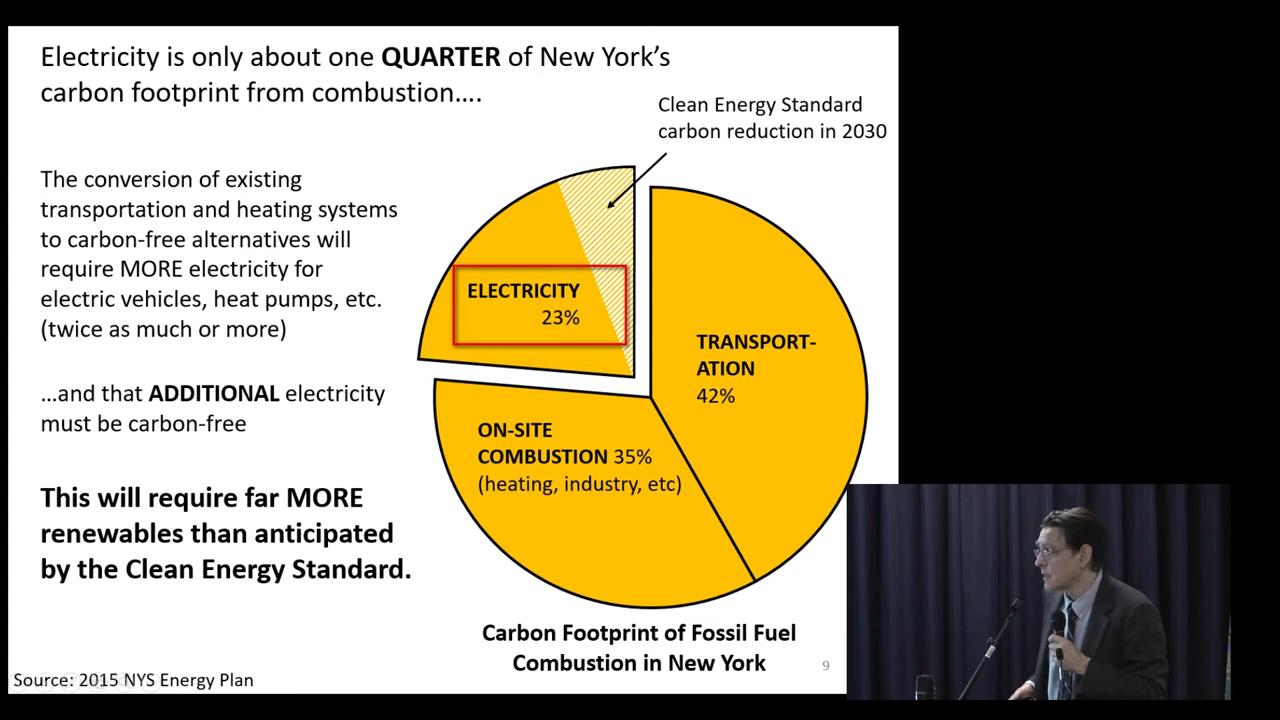 Electricity is only about one QUARTER of New York's
carbon footprint from combustion....
Clean Energy Standard
carbon reduction in 2030
The conversion of existing
transportation and heating systems
to carbon-free alternatives will
require MORE electricity for
electric vehicles, heat pumps, etc.
(twice as much or more)
...and that ADDITIONAL electricity
must be carbon-free
This will require far MORE
renewables than anticipated
by the Clean Energy Standard.
ELECTRICITY
23%
TRANSPORT-
ATION
42%
ON-SITE
COMBUSTION 35%
(heating, industry, etc)
Carbon Footprint of Fossil Fuel
Combustion in New York
9
Source: 2015 NYS Energy Plan